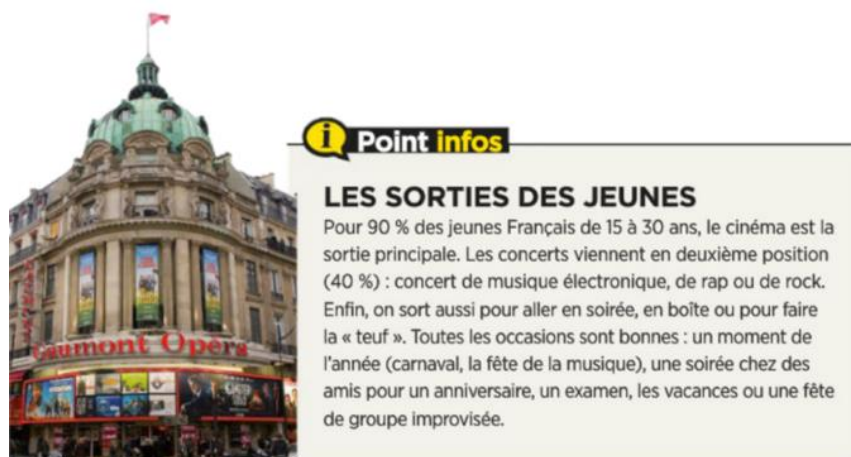 Point infos
LES SORTIES DES JEUNES
Pour 90 % des jeunes Français de 15 à 30 ans, le cinéma est la
sortie principale. Les concerts viennent en deuxième position
(40 %) : concert de musique électronique, de rap ou de rock.
Enfin, on sort aussi pour aller en soirée, en boîte ou pour faire
la « teuf ». Toutes les occasions sont bonnes : un moment de
l'année (carnaval, la fête de la musique), une soirée chez des
amis pour un anniversaire, un examen, les vacances ou une fête
de groupe improvisée.
Gaumont Opéra